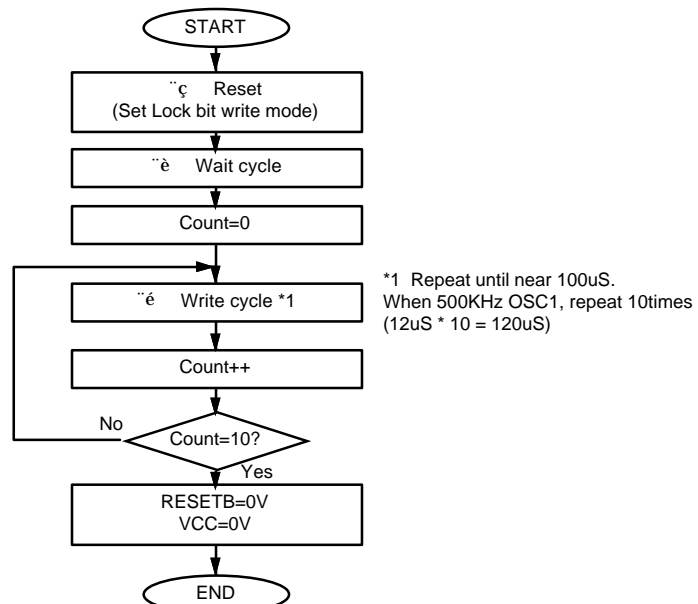 START
¨ç Reset
(Set Lock bit write mode)
¨è Wait cycle
Count=0
¨é Write cycle *1
*1 Repeat until near 100uS.
When 500KHz OSC1, repeat 10times
(12uS * 10 = 120uS)
Count++
No
Count=10?
Yes
RESETB=0V
VCC=0V
END